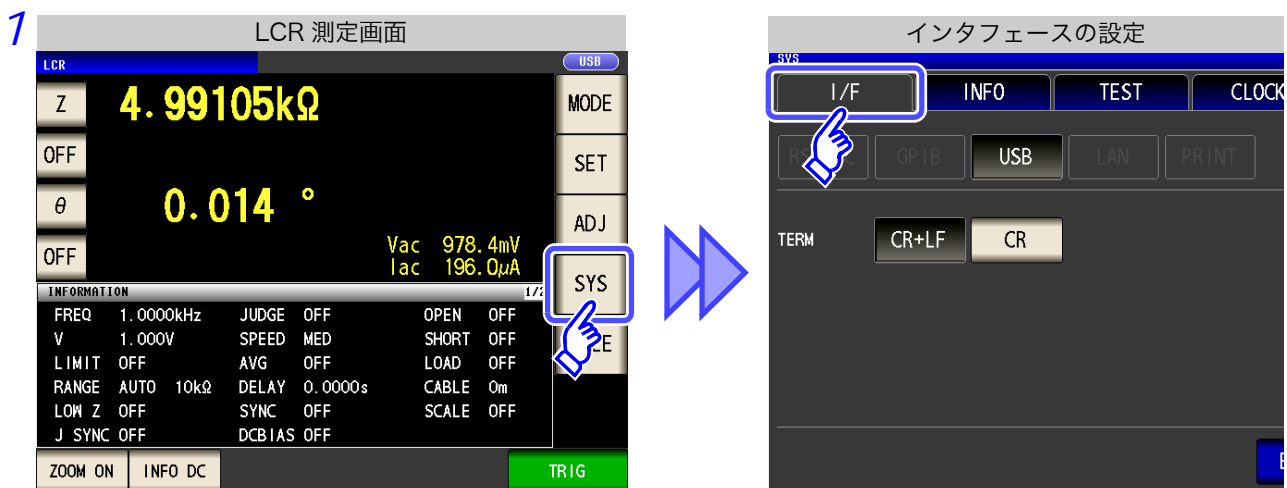 1
LCR 測定画面
LCR
USB
Z
4.99105kΩ
MODE
OFF
SET
θ
0.014 °
ADJ
OFF
Vac 978.4mV
Iac 196.0μA
SYS
INFORMATION
FREQ 1.0000kHz JUDGE OFF OPEN OFF
V 1.000V SPEED MED SHORT OFF
LIMIT OFF AVG OFF LOAD OFF
RANGE AUTO 10kΩ DELAY 0.0000s CABLE 0m
LOW Z OFF SYNC OFF SCALE OFF
J SYNC OFF DCBIAS OFF
ZOOM ON INFO DC TRIG
インタフェースの設定
SYS
I/F INFO TEST CLOCK
GPIB USB LAN PRINT
TERM CR+LF CR